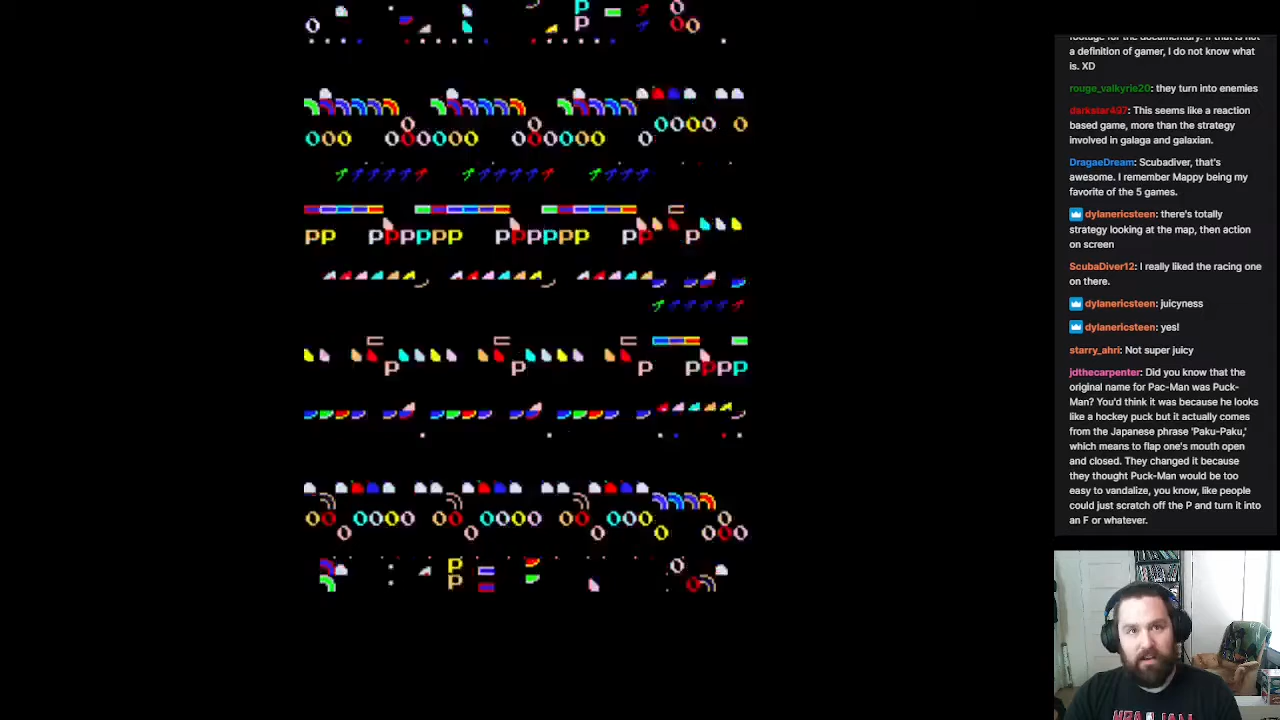 footage for the documentary. If that is not
a definition of gamer, I do not know what
is. XD
rouge_valkyrie20: they turn into enemies
darkstar497: This seems like a reaction
based game, more than the strategy
involved in galaga and galaxian.
DragaeDream: Scubadiver, that's
awesome. I remember Mappy being my
favorite of the 5 games.
dylanericsteen: there's totally
strategy looking at the map, then action
on screen
ScubaDiver12: I really liked the racing one
on there.
dylanericsteen: juicyness
dylanericsteen: yes!
starry_ahri: Not super juicy
jdthecarpenter: Did you know that the
original name for Pac-Man was Puck-
Man? You'd think it was because he looks
like a hockey puck but it actually comes
from the Japanese phrase 'Paku-Paku,'
which means to flap one's mouth open
and closed. They changed it because
they thought Puck-Man would be too
easy to vandalize, you know, like people
could just scratch off the P and turn it into
an F or whatever.